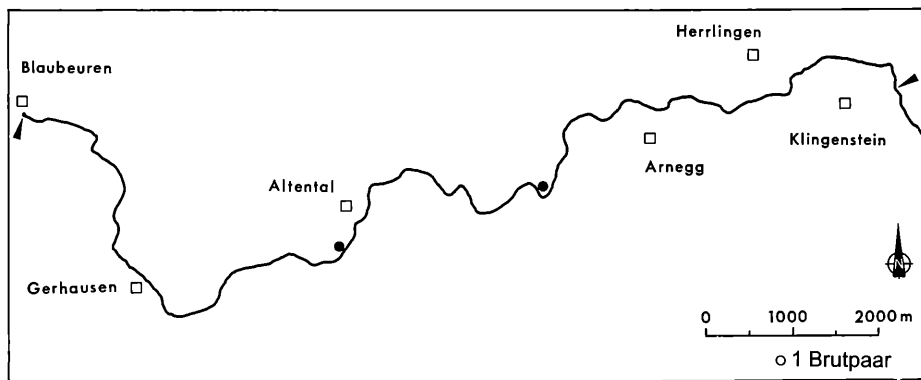 Herrlingen
Blaubeuren
Klingenstein
Arnegg
Altental
Gerhausen
N
0 1000 2000 m
1 Brutpaar